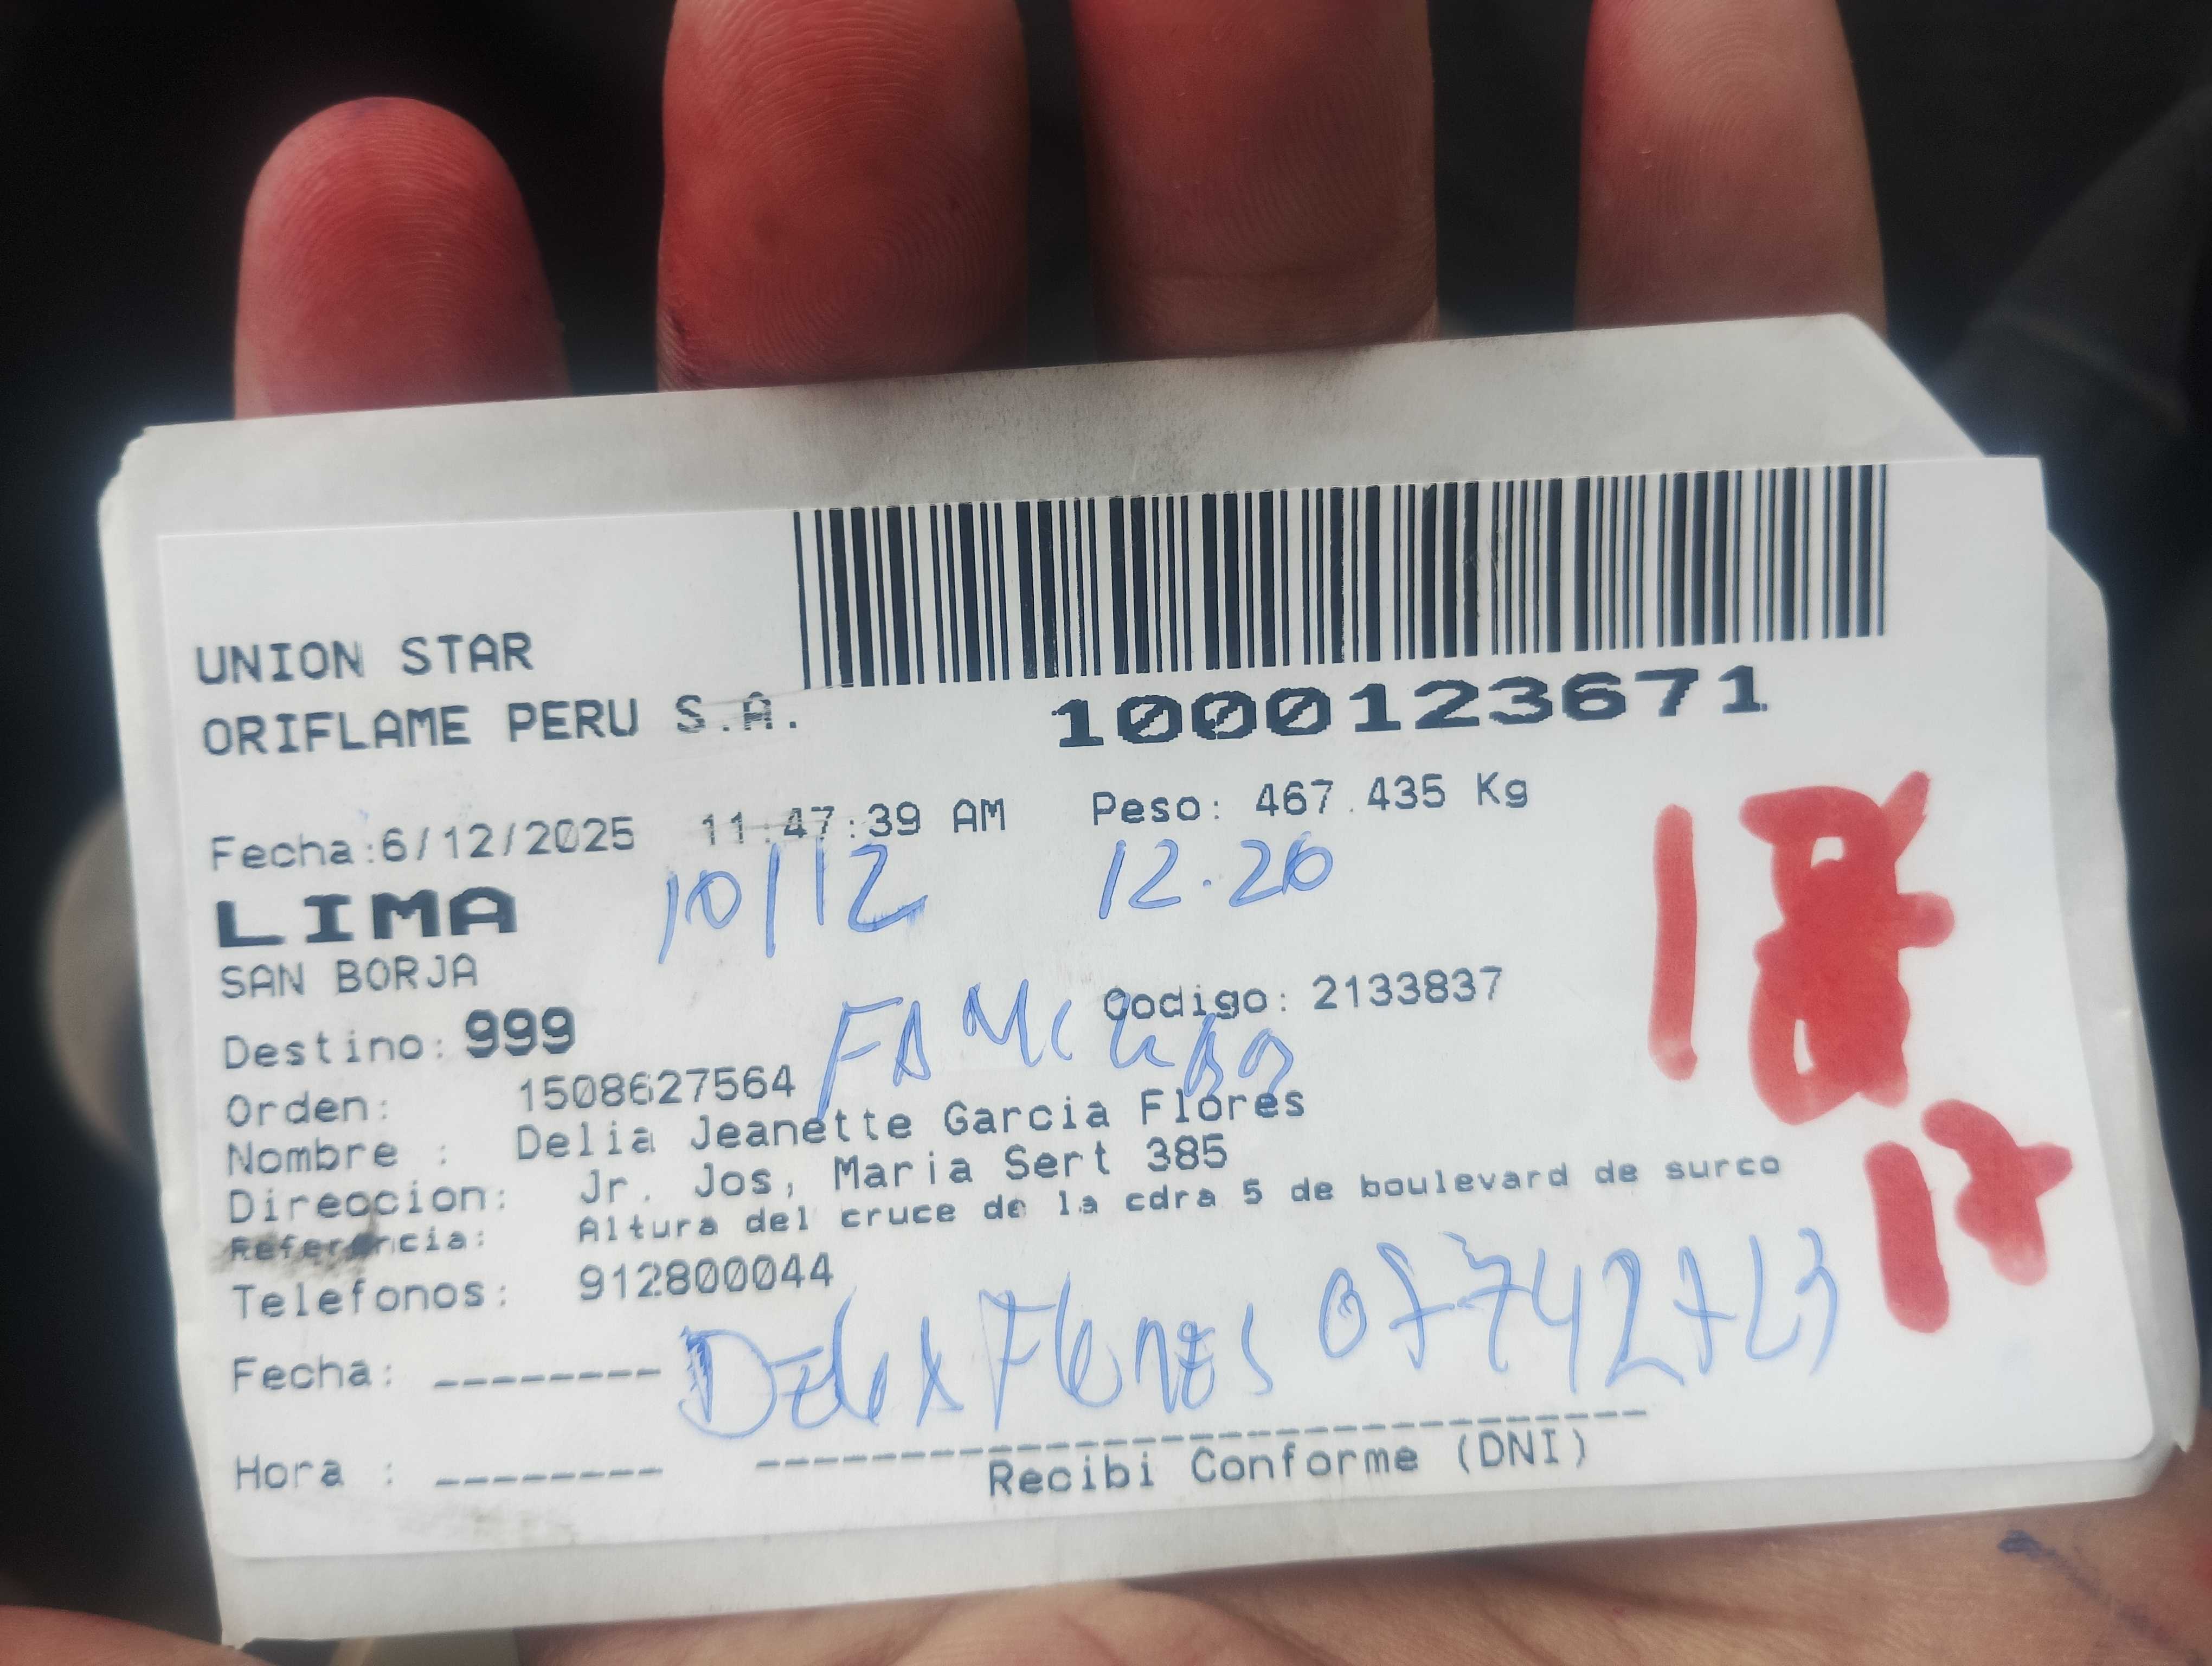 UNION STAR
ORIFLAME PERU S.A.
1000123671
Fecha:6/12/2025 11:47:39 AM Peso: 467.435 Kg
10/12 12.20
LIMA
SAN BORJA
Codigo: 2133837
Destino: 999
Orden: 1508627564
Nombre : Delia Jeanette Garcia Flores
Direccion: Jr. Jos, Maria Sert 385
Referencia: Altura del cruce de la cdra 5 de boulevard de surco
Telefonos: 912800044
17
Fecha: --------
Flores
Hora : --------
Recibi Conforme (DNI)